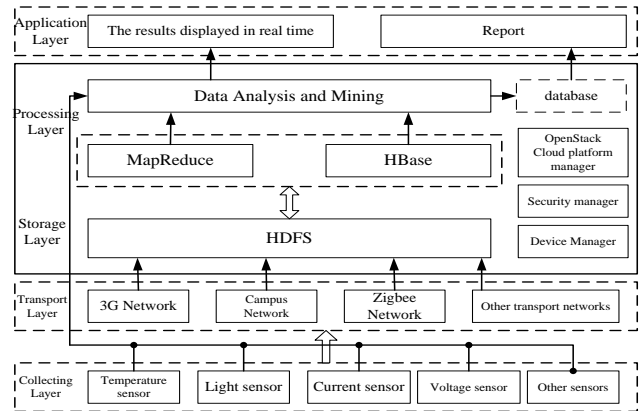 Application
Layer
The results displayed in real time
Report
Processing
Layer
Data Analysis and Mining
database
MapReduce
HBase
OpenStack
Cloud platform
manager
Security manager
Device Manager
Storage
Layer
HDFS
Transport
Layer
3G Network
Campus
Network
Zigbee
Network
Other transport networks
Collecting
Layer
Temperature
sensor
Light sensor
Current sensor
Voltage sensor
Other sensors